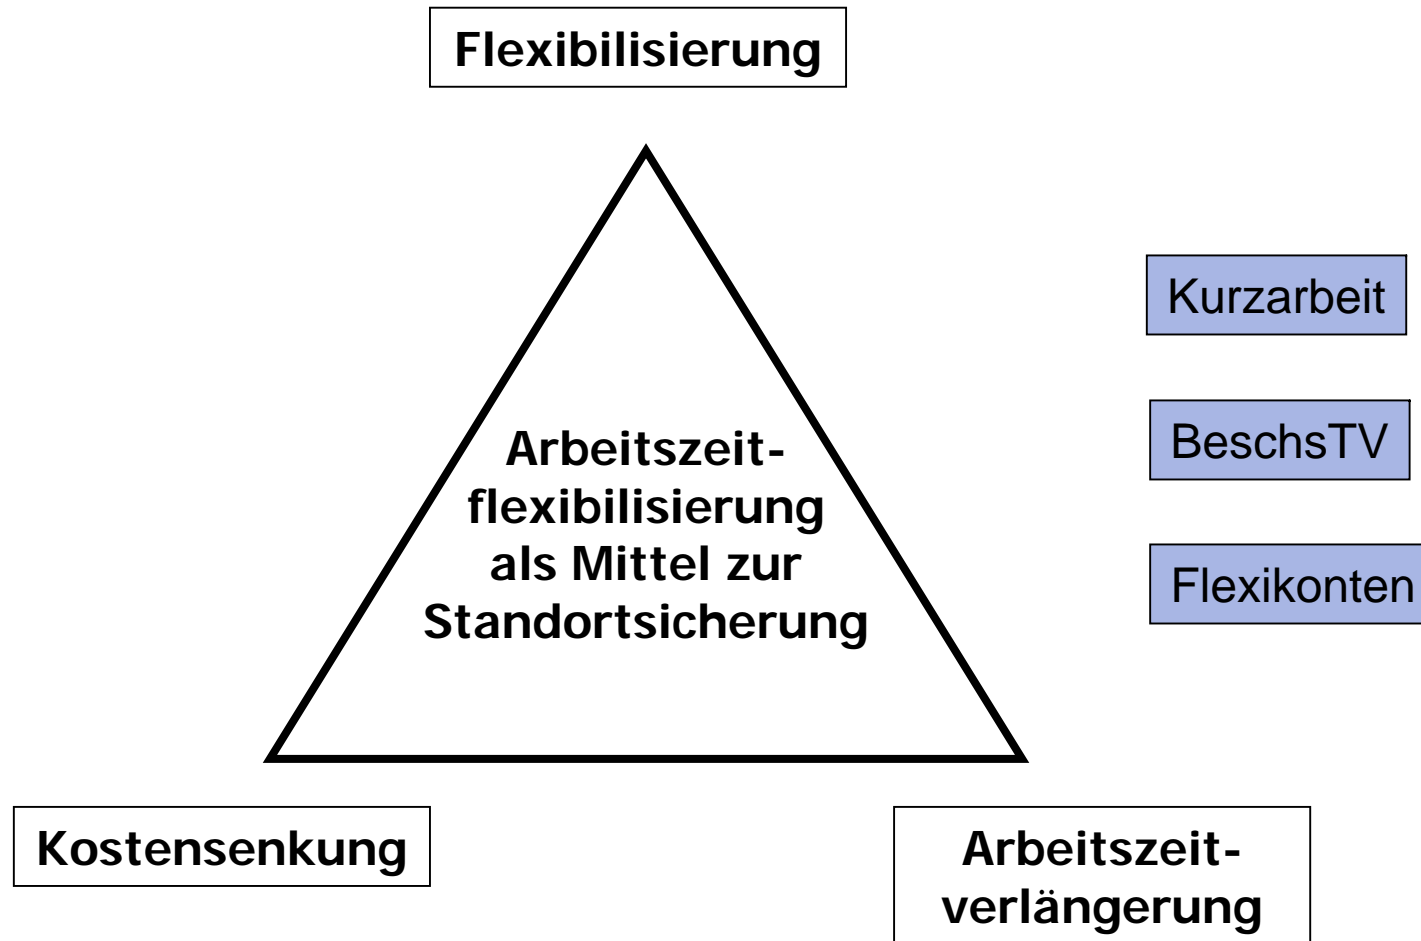 Flexibilisierung
Kurzarbeit
BeschsTV
Flexikonten
Arbeitszeit-
flexibilisierung
als Mittel zur
Standortsicherung
Kostensenkung
Arbeitszeit-
verlängerung